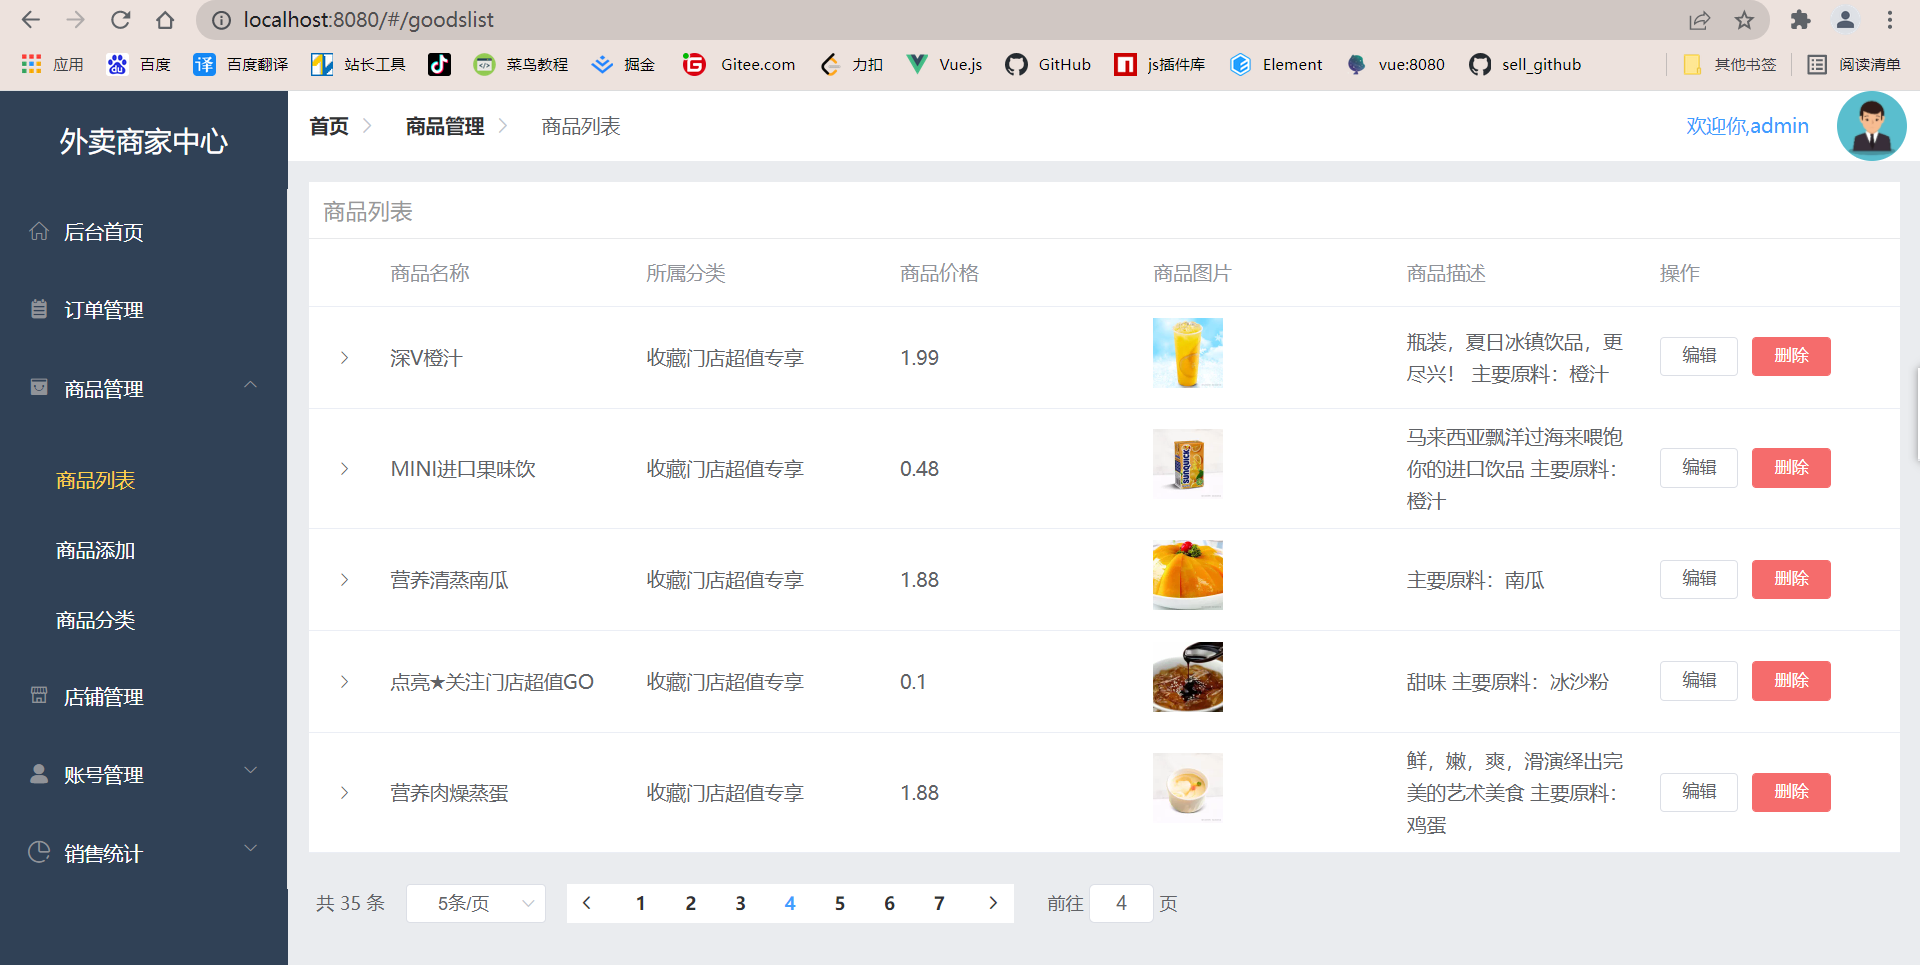 localhost:8080/#/goodslist
应用 百度 百度翻译 站长工具 菜鸟教程 掘金 Gitee.com 力扣 Vue.js GitHub js插件库 Element vue:8080 sell_github 其他书签 阅读清单
外卖商家中心
首页 商品管理 商品列表 欢迎你,admin
后台首页
订单管理
商品管理
商品列表
商品添加
商品分类
店铺管理
账号管理
销售统计
商品列表
商品名称 所属分类 商品价格 商品图片 商品描述 操作
深V橙汁 收藏门店超值专享 1.99 瓶装，夏日冰镇饮品，更
尽兴！ 主要原料：橙汁 编辑 删除
MINI进口果味饮 收藏门店超值专享 0.48 SUNQUICK 马来西亚飘洋过海来喂饱
你的进口饮品 主要原料：
橙汁 编辑 删除
营养清蒸南瓜 收藏门店超值专享 1.88 主要原料：南瓜 编辑 删除
点亮★关注门店超值GO 收藏门店超值专享 0.1 甜味 主要原料：冰沙粉 编辑 删除
营养肉燥蒸蛋 收藏门店超值专享 1.88 鲜，嫩，爽，滑演绎出完
美的艺术美食 主要原料：
鸡蛋 编辑 删除
共 35 条 5条/页 1 2 3 4 5 6 7 前往 4 页